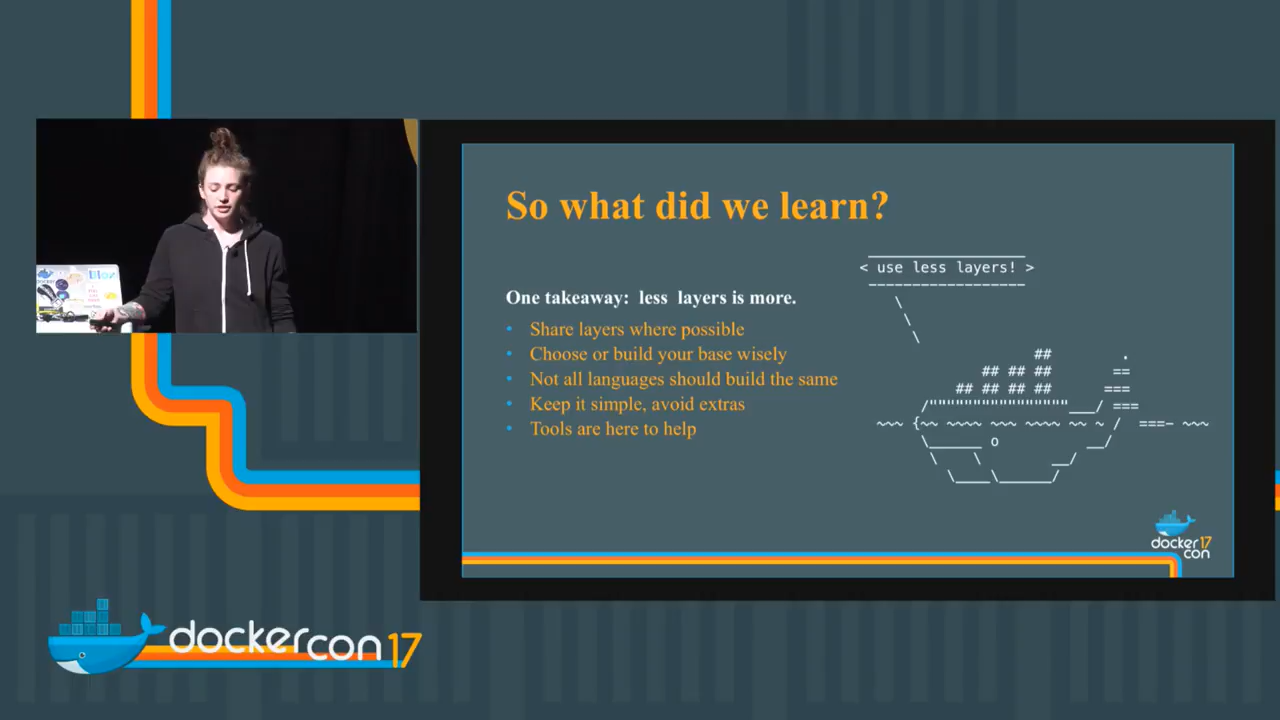 So what did we learn?
< use less layers! >
One takeaway: less layers is more.
• Share layers where possible
• Choose or build your base wisely
• Not all languages should build the same
• Keep it simple, avoid extras
• Tools are here to help
docker 17
con
dockercon 17